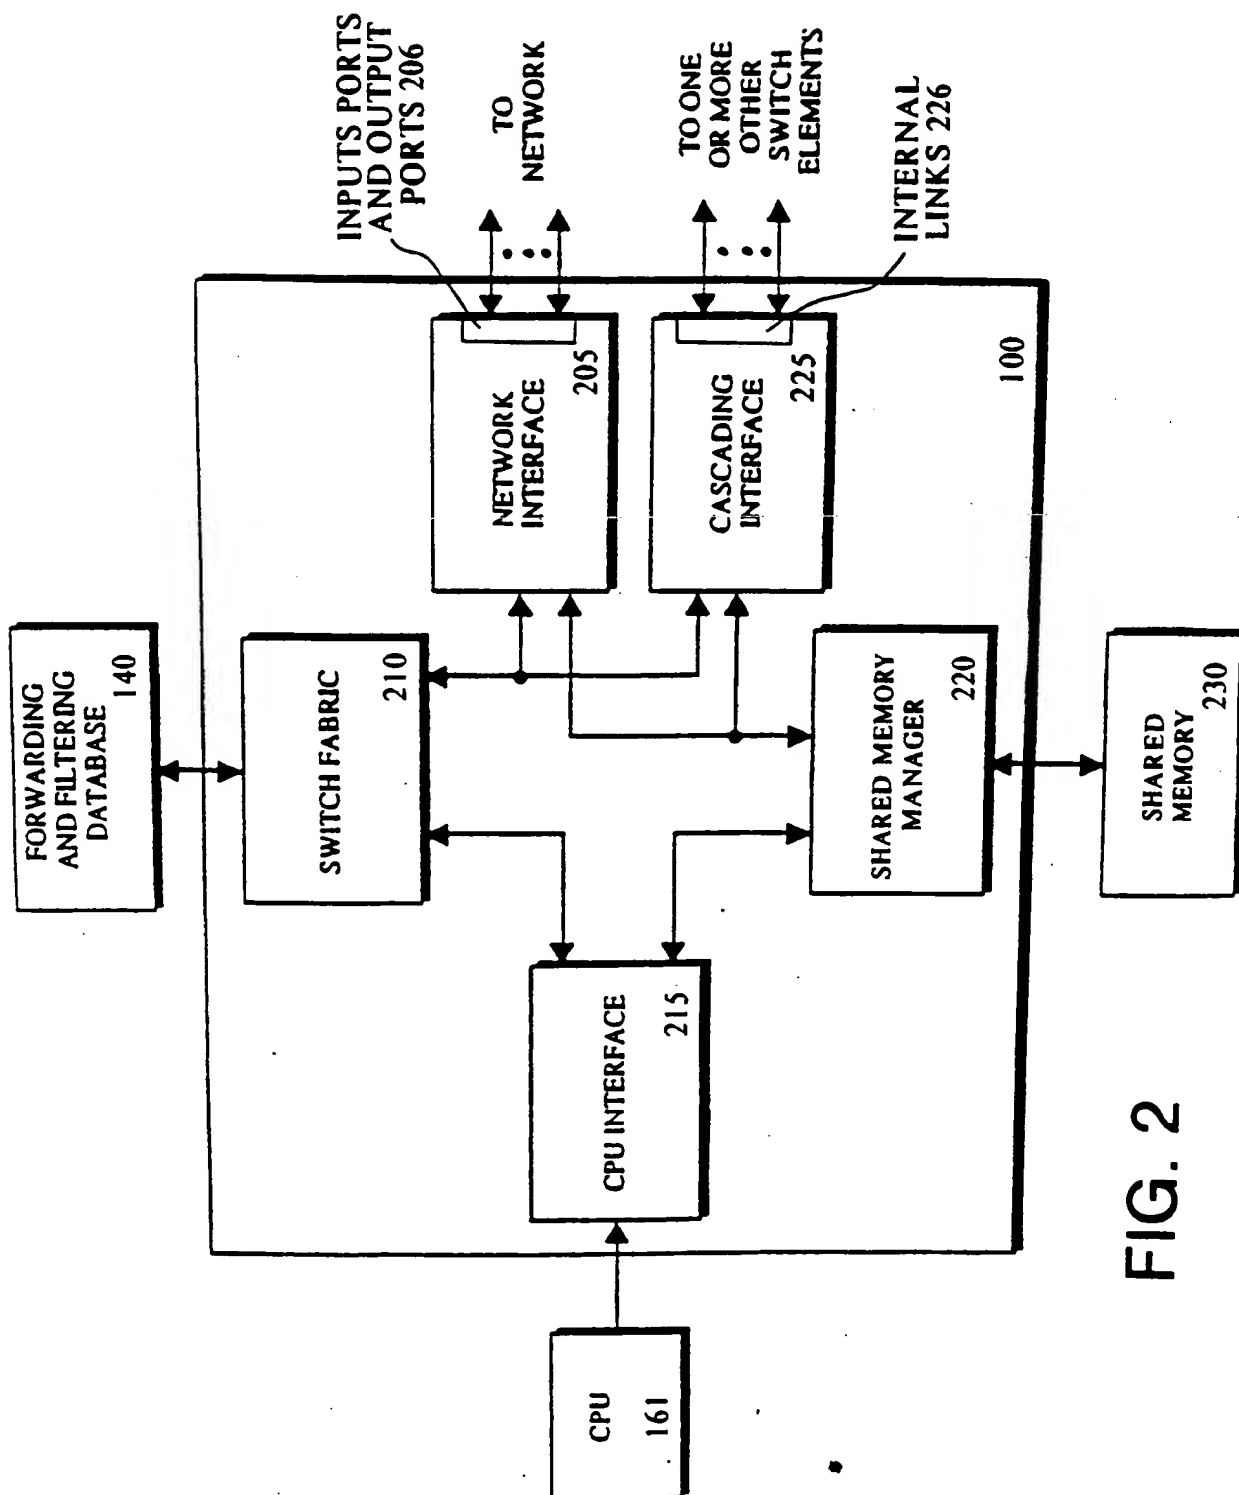 FORWARDING
AND FILTERING
DATABASE
140
INPUTS PORTS
AND OUTPUT
PORTS 206
TO
NETWORK
SWITCH FABRIC
210
NETWORK
INTERFACE
205
CPU
161
CPU INTERFACE
215
TO ONE
OR MORE
OTHER
SWITCH
ELEMENTS
CASCADING
INTERFACE
225
SHARED MEMORY
MANAGER
220
INTERNAL
LINKS 226
100
SHARED
MEMORY
230
FIG. 2